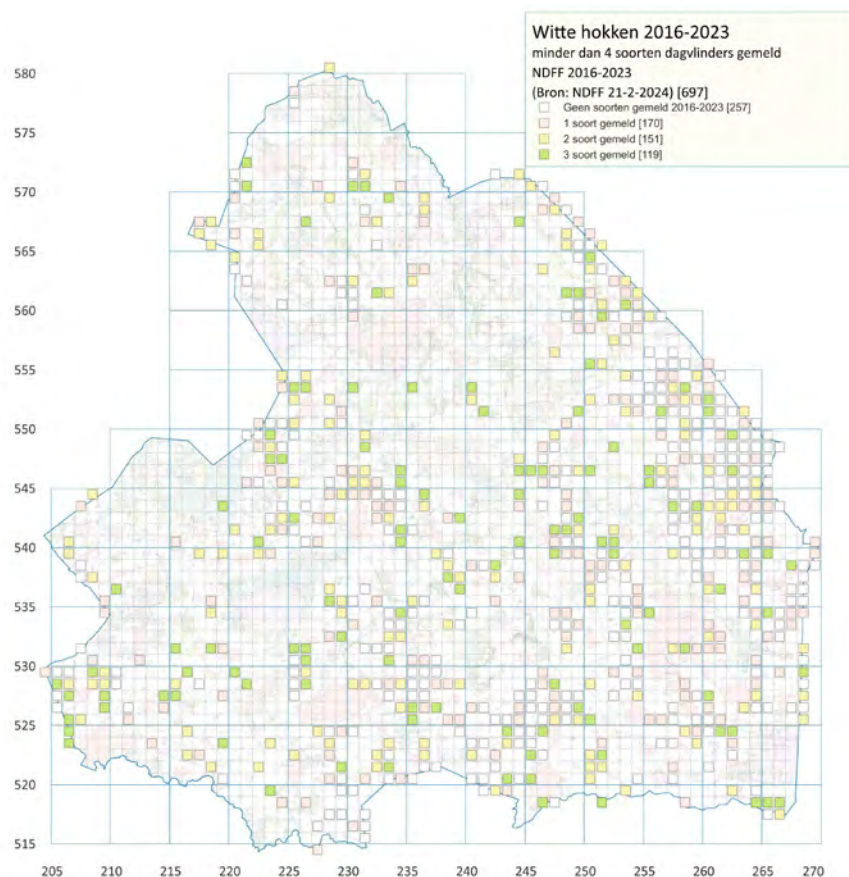 Witte hokken 2016-2023
minder dan 4 soorten dagvlinders gemeld
NDFF 2016-2023
(Bron: NDFF 21-2-2024) [697]
Geen soorten gemeld 2016-2023 [257]
1 soort gemeld [170]
2 soort gemeld [151]
3 soort gemeld [119]
580
575
570
565
560
555
550
545
540
535
530
525
520
515
205 210 215 220 225 230 235 240 245 250 255 260 265 270